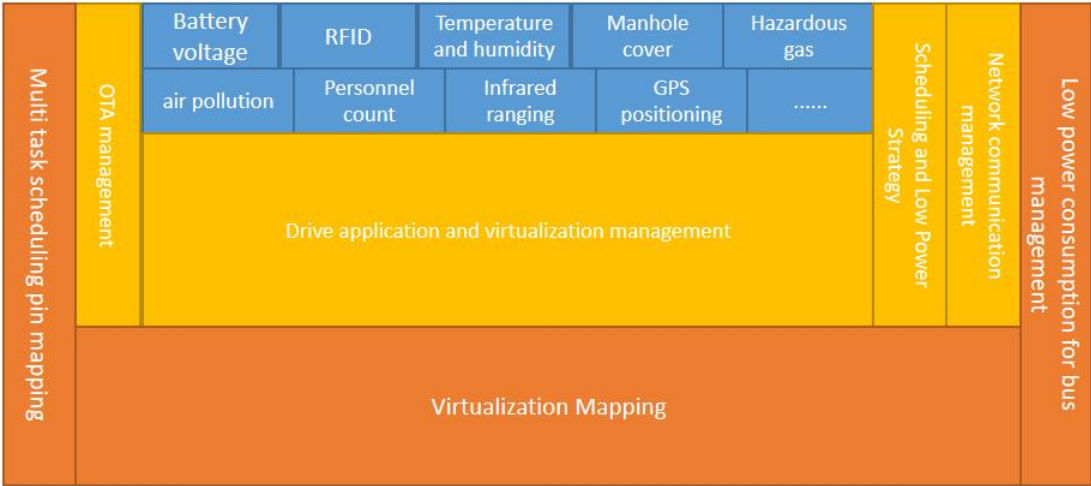 Multi task scheduling pin mapping
OTA management
Battery
voltage
RFID
Temperature
and humidity
Manhole
cover
Hazardous
gas
air pollution
Personnel
count
Infrared
ranging
GPS
positioning
......
Drive application and virtualization management
Scheduling and Low Power
Strategy
Network communication
management
Low power consumption for bus
management
Virtualization Mapping